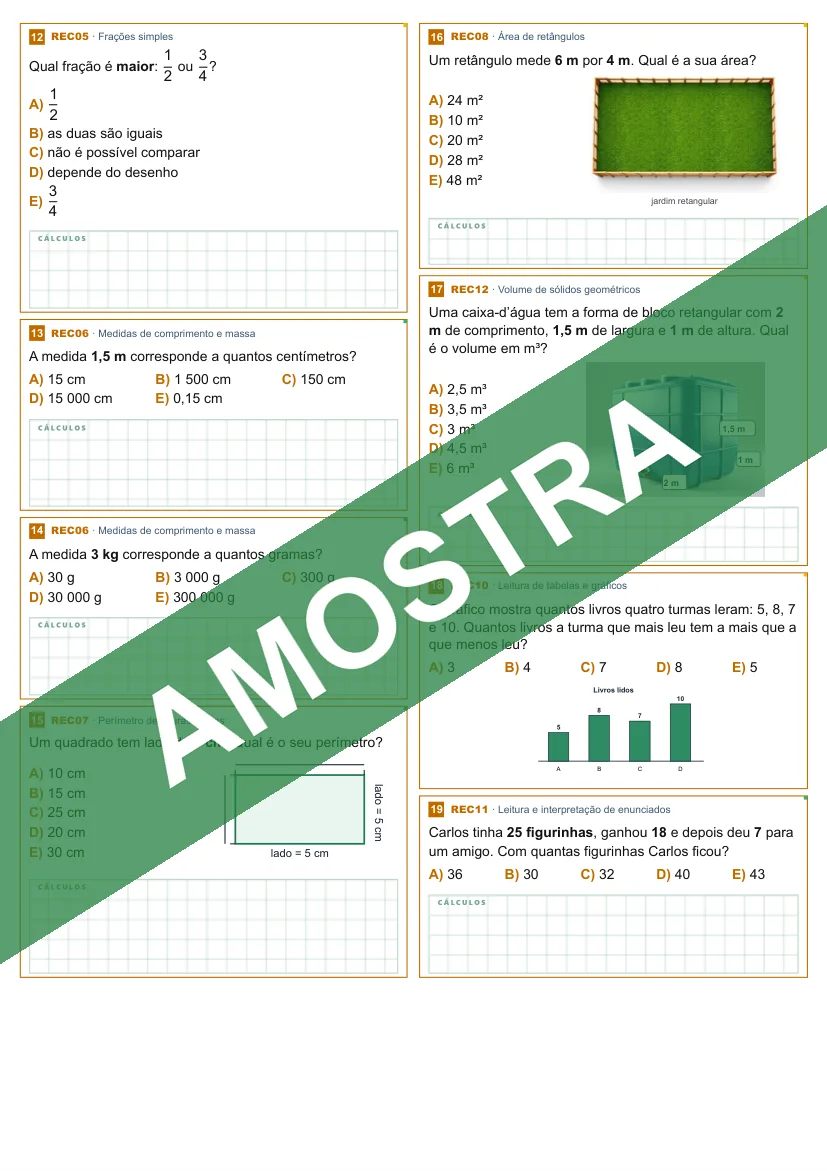 12 REC05 · Frações simples
Qual fração é maior: 1/2 ou 3/4?
A) 1/2
B) as duas são iguais
C) não é possível comparar
D) depende do desenho
E) 3/4
CÁLCULOS
13 REC06 · Medidas de comprimento e massa
A medida 1,5 m corresponde a quantos centímetros?
A) 15 cm B) 1 500 cm C) 150 cm
D) 15 000 cm E) 0,15 cm
CÁLCULOS
14 REC06 · Medidas de comprimento e massa
A medida 3 kg corresponde a quantos gramas?
A) 30 g B) 3 000 g C) 300 g
D) 30 000 g E) 300 000 g
CÁLCULOS
15 REC07 · Perímetro de
Um quadrado tem cm. Qual é o seu perímetro?
A) 10 cm
B) 15 cm
C) 25 cm
D) 20 cm
E) 30 cm
lado = 5 cm
lado = 5 cm
CÁLCULOS
16 REC08 · Área de retângulos
Um retângulo mede 6 m por 4 m. Qual é a sua área?
A) 24 m²
B) 10 m²
C) 20 m²
D) 28 m²
E) 48 m²
jardim retangular
CÁLCULOS
17 REC12 · Volume de sólidos geométricos
Uma caixa-d’água tem a forma de bloco retangular com 2
m de comprimento, 1,5 m de largura e 1 m de altura. Qual
é o volume em m³?
A) 2,5 m³
B) 3,5 m³
C) 3 m³
D) 4,5 m³
E) 6 m³
1,5 m
1 m
2 m
18 REC10 · Leitura de tabelas e gráficos
gráfico mostra quantos livros quatro turmas leram: 5, 8, 7
e 10. Quantos livros a turma que mais leu tem a mais que a
que menos leu?
A) 3 B) 4 C) 7 D) 8 E) 5
Livros lidos
5 8 7 10
A B C D
19 REC11 · Leitura e interpretação de enunciados
Carlos tinha 25 figurinhas, ganhou 18 e depois deu 7 para
um amigo. Com quantas figurinhas Carlos ficou?
A) 36 B) 30 C) 32 D) 40 E) 43
CÁLCULOS
AMOSTRA